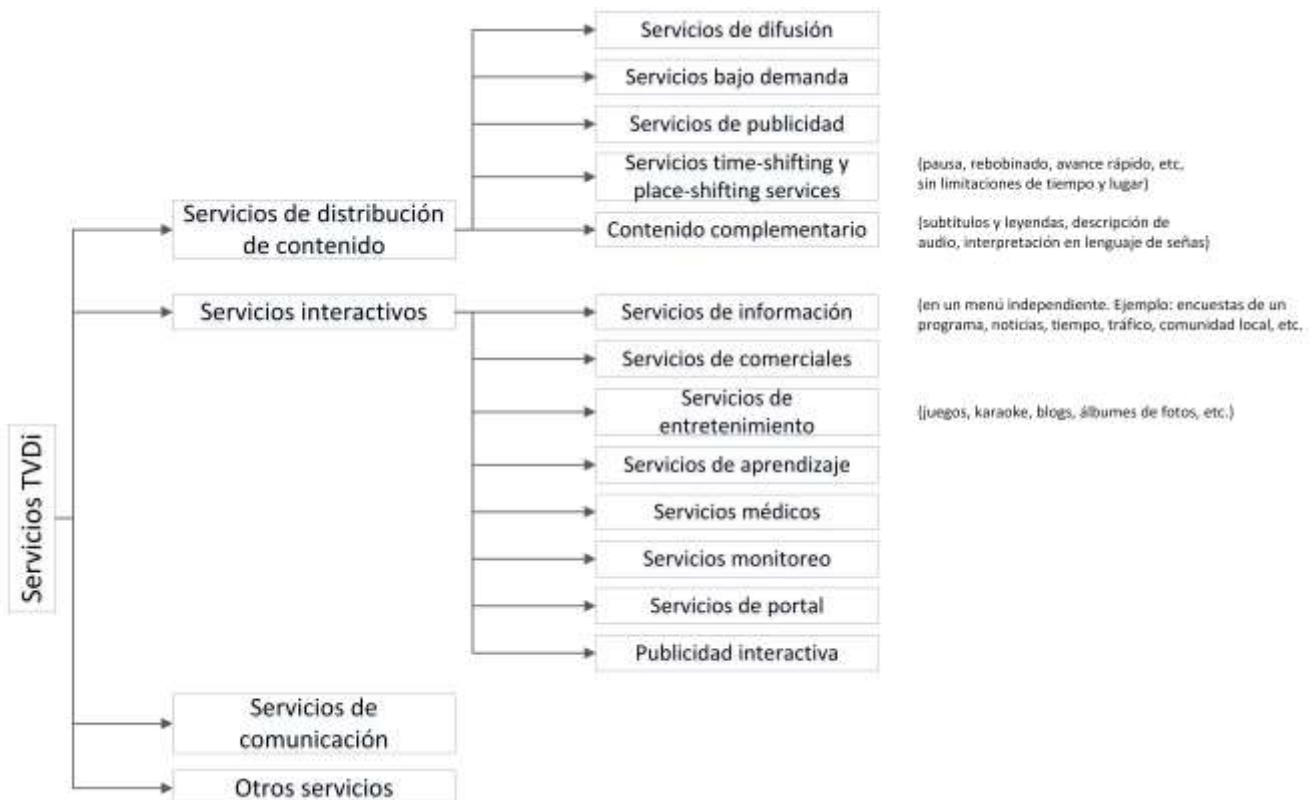 Servicios TVDi
Servicios de distribución
de contenido
Servicios de difusión
Servicios bajo demanda
Servicios de publicidad
Servicios time-shifting y
place-shifting services
(pausa, rebobinado, avance rápido, etc,
sin limitaciones de tiempo y lugar)
Contenido complementario
(subtítulos y leyendas, descripción de
audio, interpretación en lenguaje de señas)
Servicios interactivos
Servicios de información
(en un menú independiente. Ejemplo: encuestas de un
programa, noticias, tiempo, tráfico, comunidad local, etc.
Servicios de comerciales
Servicios de
entretenimiento
(juegos, karaoke, blogs, álbumes de fotos, etc.)
Servicios de aprendizaje
Servicios médicos
Servicios monitoreo
Servicios de portal
Publicidad interactiva
Servicios de
comunicación
Otros servicios